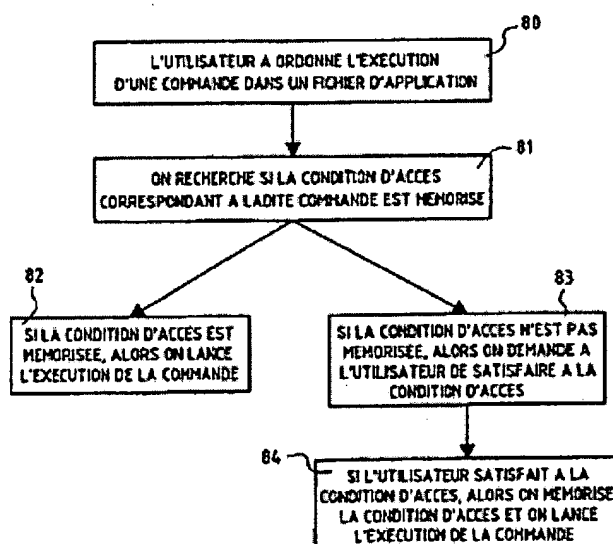 80
L'UTILISATEUR A ORDONNE L'EXECUTION
D'UNE COMMANDE DANS UN FICHIER D'APPLICATION
81
ON RECHERCHE SI LA CONDITION D'ACCES
CORRESPONDANT A LADITE COMMANDE EST MEMORISE
82
SI LA CONDITION D'ACCES EST
MEMORISEE, ALORS ON LANCE
L'EXECUTION DE LA COMMANDE
83
SI LA CONDITION D'ACCES N'EST PAS
MEMORISEE, ALORS ON DEMANDE A
L'UTILISATEUR DE SATISFAIRE A LA
CONDITION D'ACCES
84
SI L'UTILISATEUR SATISFAIT A LA
CONDITION D'ACCES, ALORS ON MEMORISE
LA CONDITION D'ACCES ET ON LANCE
L'EXECUTION DE LA COMMANDE